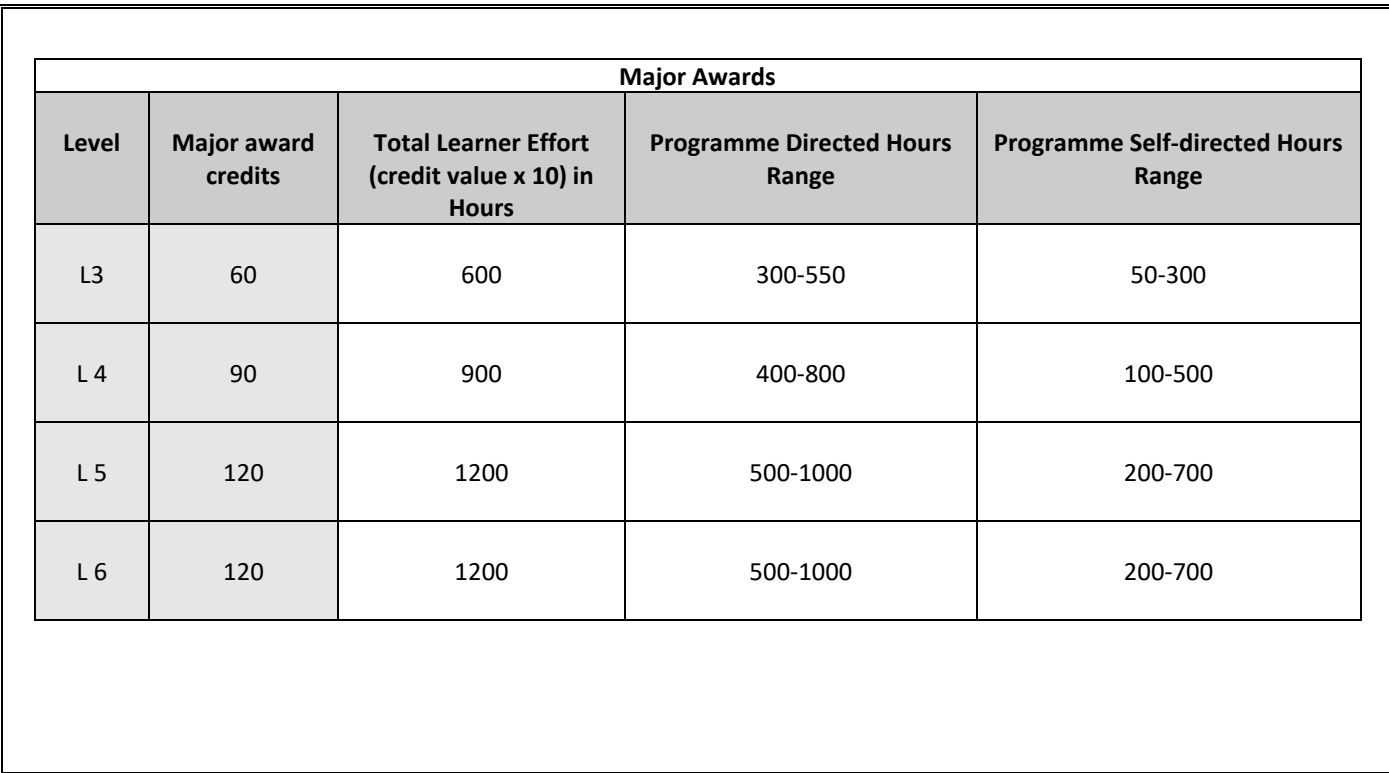 Major Awards
Level
Major award
credits
Total Learner Effort
(credit value x 10) in
Hours
Programme Directed Hours
Range
Programme Self-directed Hours
Range
L3
60
600
300-550
50-300
L 4
90
900
400-800
100-500
L 5
120
1200
500-1000
200-700
L 6
120
1200
500-1000
200-700